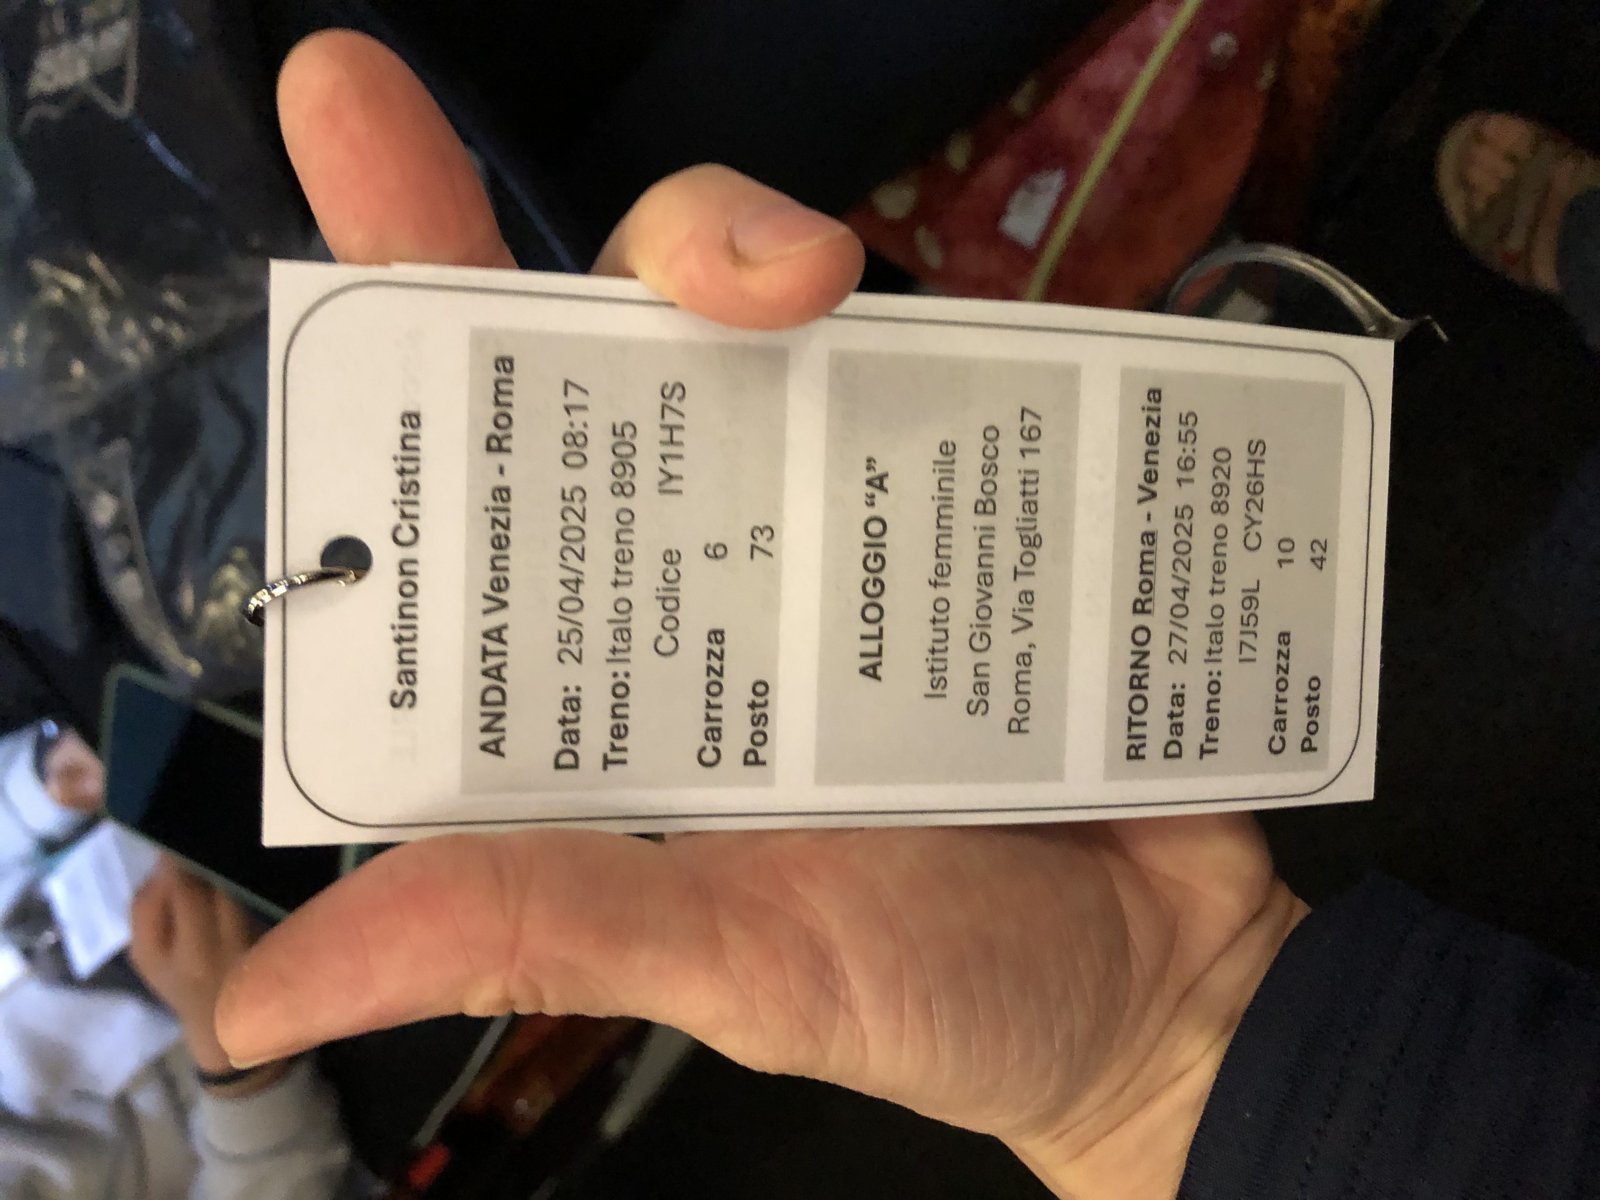 Santinon Cristina
ANDATA Venezia - Roma
Data: 25/04/2025 08:17
Treno: Italo treno 8905
Codice IY1H7S
Carrozza 6
Posto 73
ALLOGGIO “A”
Istituto femminile
San Giovanni Bosco
Roma, Via Togliatti 167
RITORNO Roma - Venezia
Data: 27/04/2025 16:55
Treno: Italo treno 8920
I7J59L CY26HS
Carrozza 10
Posto 42